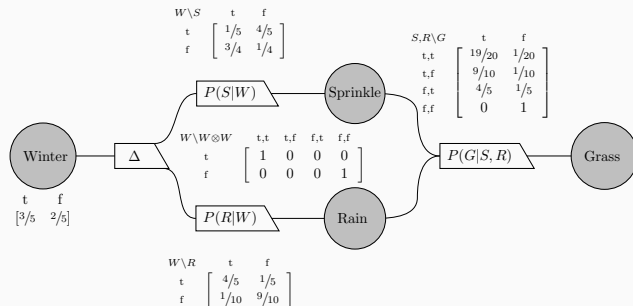 W\S t f
t 1/5 4/5
f 3/4 1/4
S,R\G t f
t,t 19/20 1/20
t,f 9/10 1/10
f,t 4/5 1/5
f,f 0 1
P(S|W)
Sprinkle
W\W⊗W t,t t,f f,t f,f
t 1 0 0 0
f 0 0 0 1
Winter
Δ
P(G|S, R)
Grass
t f
[3/5 2/5]
P(R|W)
Rain
W\R t f
t 4/5 1/5
f 1/10 9/10